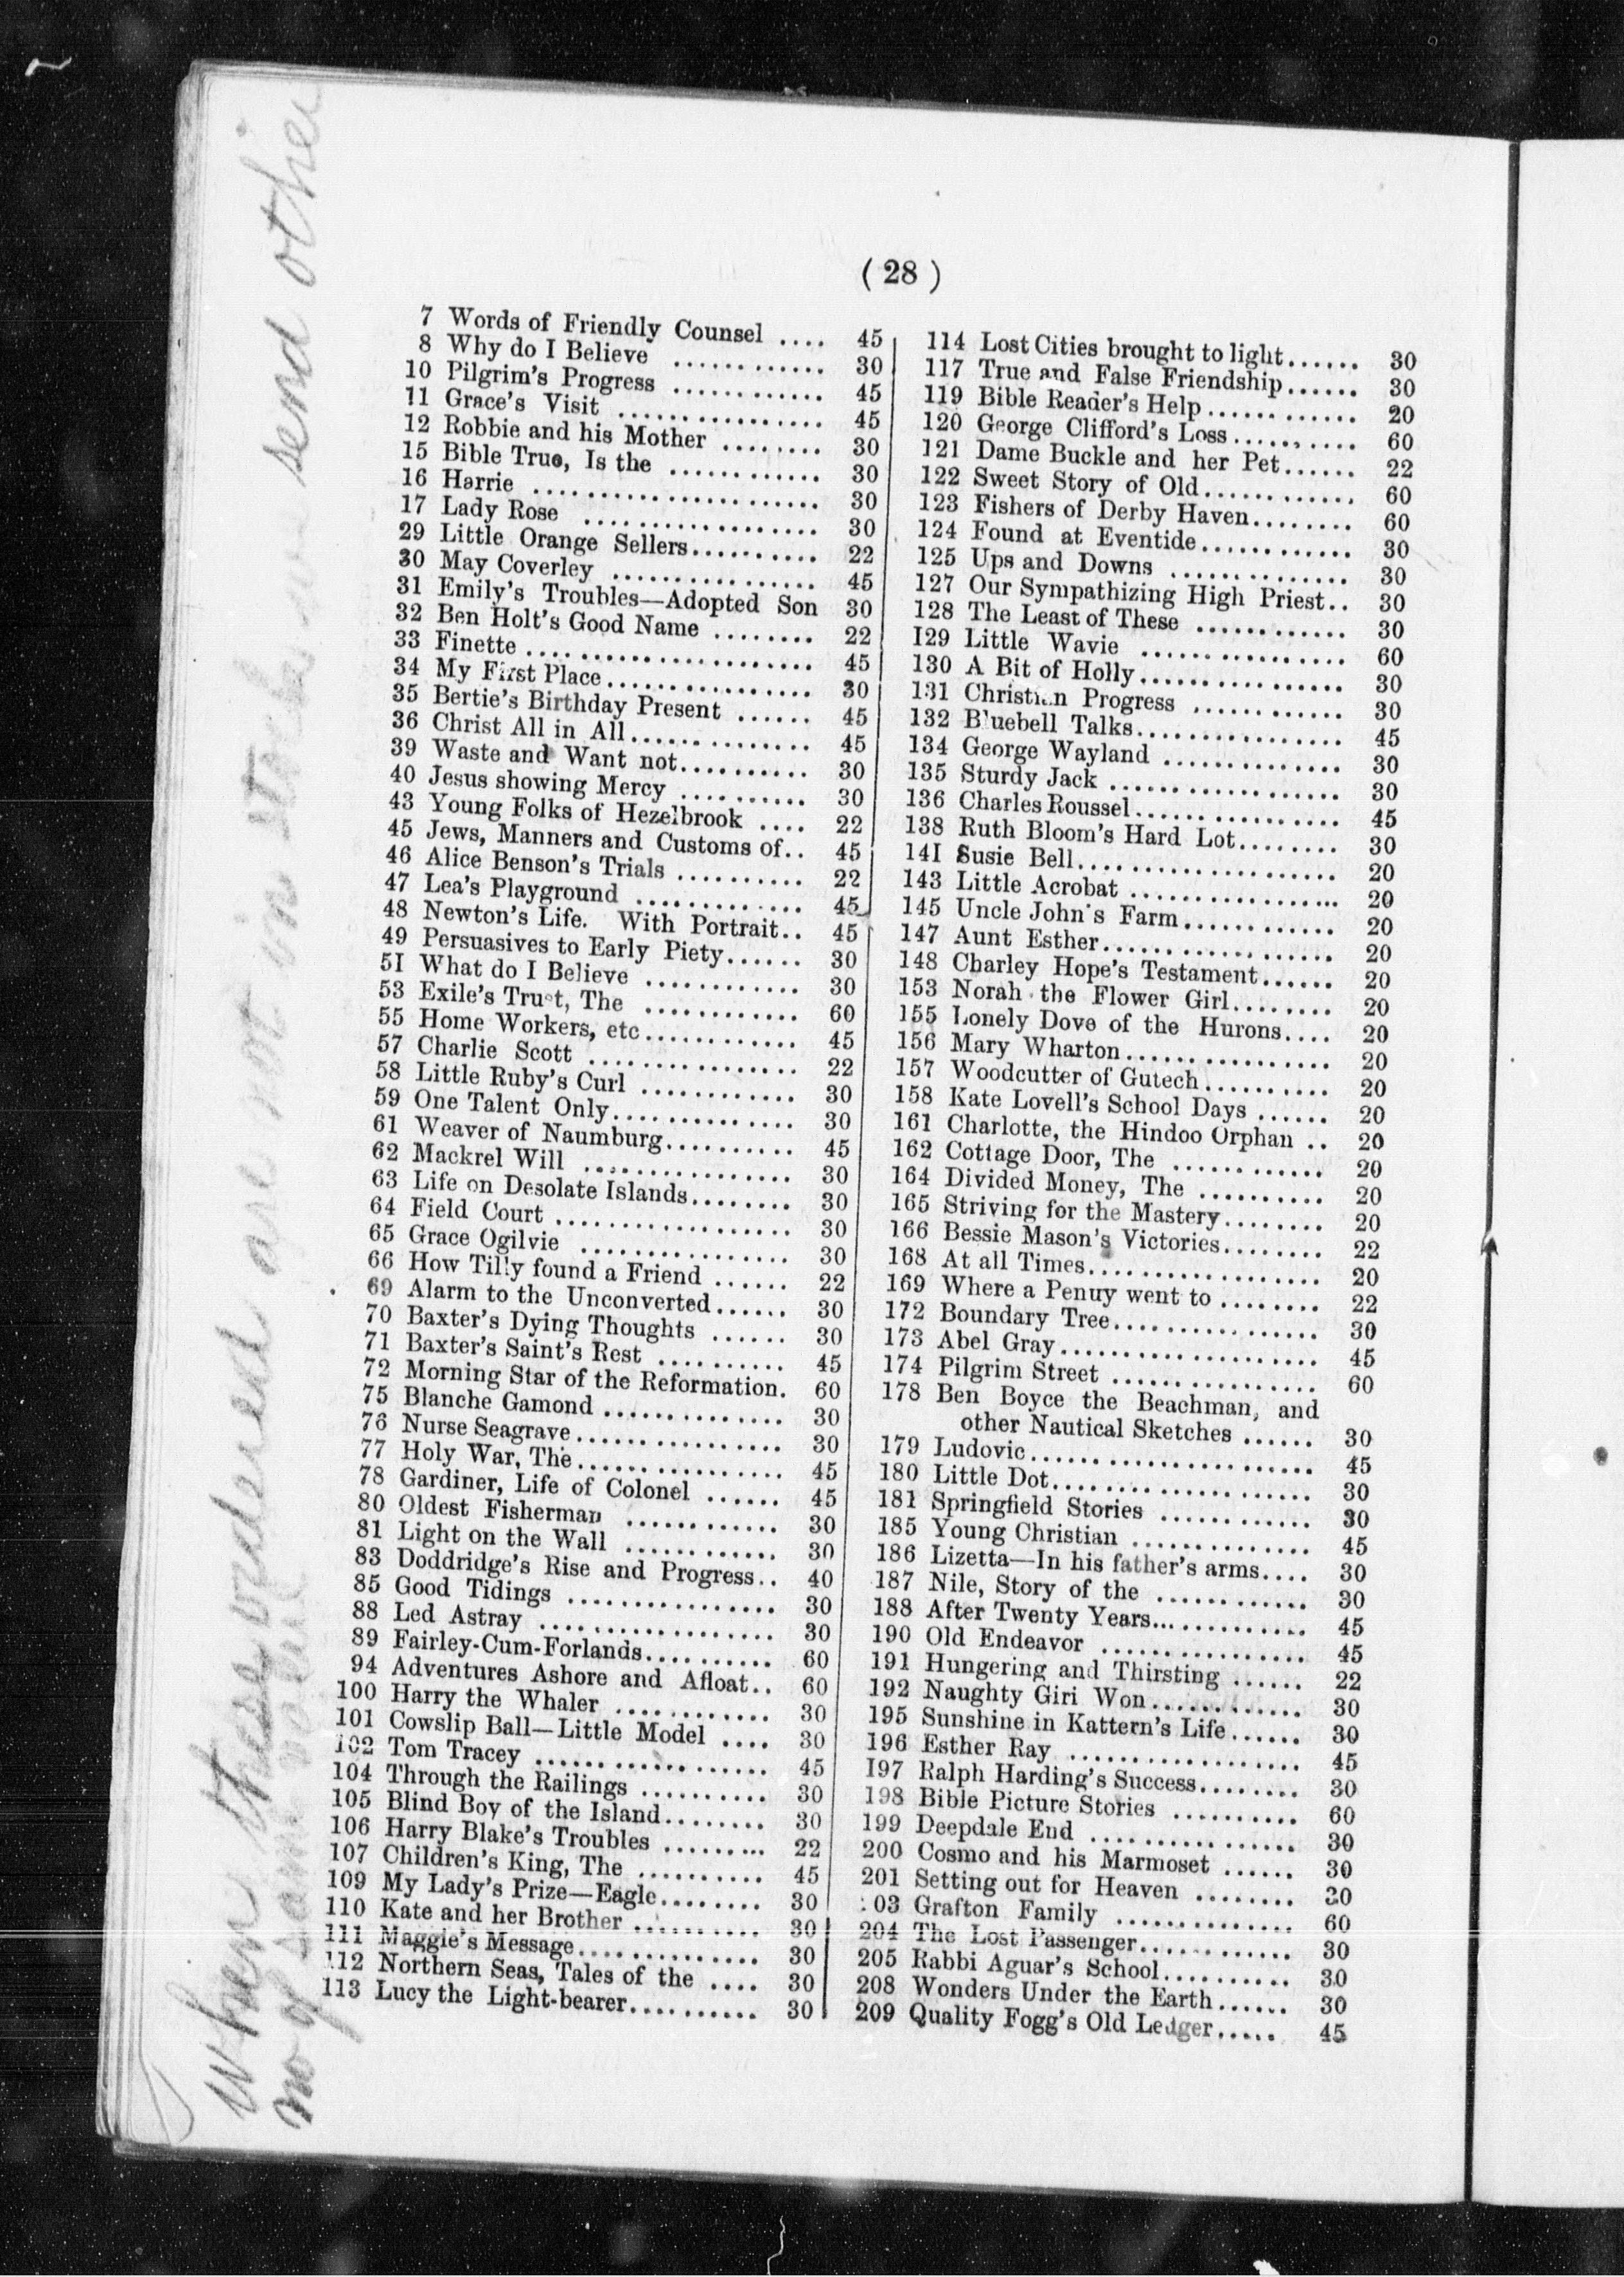 ( 28 )
7 Words of Friendly Counsel .... 45
8 Why do I Believe ............ 30
10 Pilgrim's Progress ............ 45
11 Grace's Visit ................ 45
12 Robbie and his Mother ........ 30
15 Bible True, Is the ............ 30
16 Harrie ...................... 30
17 Lady Rose .................. 30
29 Little Orange Sellers.......... 22
30 May Coverley ................ 45
31 Emily's Troubles—Adopted Son 30
32 Ben Holt's Good Name ........ 22
33 Finette ...................... 45
34 My First Place................ 30
35 Bertie's Birthday Present ...... 45
36 Christ All in All.............. 45
39 Waste and Want not.......... 30
40 Jesus showing Mercy .......... 30
43 Young Folks of Hezelbrook .... 22
45 Jews, Manners and Customs of.. 45
46 Alice Benson's Trials .......... 22
47 Lea's Playground ............. 45
48 Newton's Life. With Portrait.. 45
49 Persuasives to Early Piety...... 30
51 What do I Believe ............ 30
53 Exile's Trust, The ............ 60
55 Home Workers, etc............ 45
57 Charlie Scott ................ 22
58 Little Ruby's Curl ............ 30
59 One Talent Only.............. 30
61 Weaver of Naumburg.......... 45
62 Mackrel Will ................ 30
63 Life on Desolate Islands........ 30
64 Field Court .................. 30
65 Grace Ogilvie ................ 30
66 How Tilly found a Friend ...... 22
69 Alarm to the Unconverted...... 30
70 Baxter's Dying Thoughts ...... 30
71 Baxter's Saint's Rest .......... 45
72 Morning Star of the Reformation. 60
75 Blanche Gamond .............. 30
76 Nurse Seagrave................ 30
77 Holy War, The................ 45
78 Gardiner, Life of Colonel ...... 45
80 Oldest Fisherman ............ 30
81 Light on the Wall ............ 30
83 Doddridge's Rise and Progress.. 40
85 Good Tidings ................ 30
88 Led Astray .................. 30
89 Fairley-Cum-Forlands.......... 60
94 Adventures Ashore and Afloat.. 60
100 Harry the Whaler ............ 30
101 Cowslip Ball—Little Model .... 30
102 Tom Tracey .................. 45
104 Through the Railings .......... 30
105 Blind Boy of the Island........ 30
106 Harry Blake's Troubles ......... 22
107 Children's King, The .......... 45
109 My Lady's Prize—Eagle........ 30
110 Kate and her Brother .......... 30
111 Maggie's Message.............. 30
112 Northern Seas, Tales of the .... 30
113 Lucy the Light-bearer.......... 30
114 Lost Cities brought to light...... 30
117 True and False Friendship...... 30
119 Bible Reader's Help............ 20
120 George Clifford's Loss.......... 60
121 Dame Buckle and her Pet...... 22
122 Sweet Story of Old............ 60
123 Fishers of Derby Haven........ 60
124 Found at Eventide............ 30
125 Ups and Downs .............. 30
127 Our Sympathizing High Priest.. 30
128 The Least of These ............ 30
129 Little Wavie ................ 60
130 A Bit of Holly................ 30
131 Christian Progress ............ 30
132 Bluebell Talks................ 45
134 George Wayland .............. 30
135 Sturdy Jack .................. 30
136 Charles Roussel................ 45
138 Ruth Bloom's Hard Lot........ 30
141 Susie Bell.................... 20
143 Little Acrobat ................ 20
145 Uncle John's Farm............ 20
147 Aunt Esther.................. 20
148 Charley Hope's Testament...... 20
153 Norah the Flower Girl........ 20
155 Lonely Dove of the Hurons.... 20
156 Mary Wharton................ 20
157 Woodcutter of Gutech.......... 20
158 Kate Lovell's School Days ...... 20
161 Charlotte, the Hindoo Orphan .. 20
162 Cottage Door, The ............ 20
164 Divided Money, The .......... 20
165 Striving for the Mastery........ 20
166 Bessie Mason's Victories........ 22
168 At all Times.................. 20
169 Where a Penuy went to ........ 22
172 Boundary Tree................ 30
173 Abel Gray.................... 45
174 Pilgrim Street ................ 60
178 Ben Boyce the Beachman, and
other Nautical Sketches ...... 30
179 Ludovic...................... 45
180 Little Dot.................... 30
181 Springfield Stories ............ 30
185 Young Christian .............. 45
186 Lizetta—In his father's arms.... 30
187 Nile, Story of the ............ 30
188 After Twenty Years............ 45
190 Old Endeavor ................ 45
191 Hungering and Thirsting ...... 22
192 Naughty Giri Won............ 30
195 Sunshine in Kattern's Life...... 30
196 Esther Ray .................. 45
197 Ralph Harding's Success........ 30
198 Bible Picture Stories .......... 60
199 Deepdale End ................ 30
200 Cosmo and his Marmoset ...... 30
201 Setting out for Heaven ........ 30
03 Grafton Family .............. 60
204 The Lost Passenger............ 30
205 Rabbi Aguar's School.......... 30
208 Wonders Under the Earth...... 30
209 Quality Fogg's Old Ledger..... 45
When these ordered are not in stock send other
no of same value